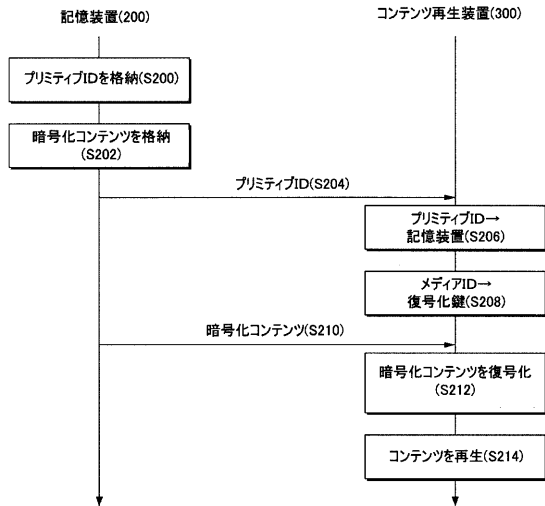 記憶装置(200)
コンテンツ再生装置(300)
プリミティブIDを格納(S200)
暗号化コンテンツを格納
(S202)
プリミティブID(S204)
プリミティブID→
記憶装置(S206)
メディアID→
復号化鍵(S208)
暗号化コンテンツ(S210)
暗号化コンテンツを復号化
(S212)
コンテンツを再生(S214)